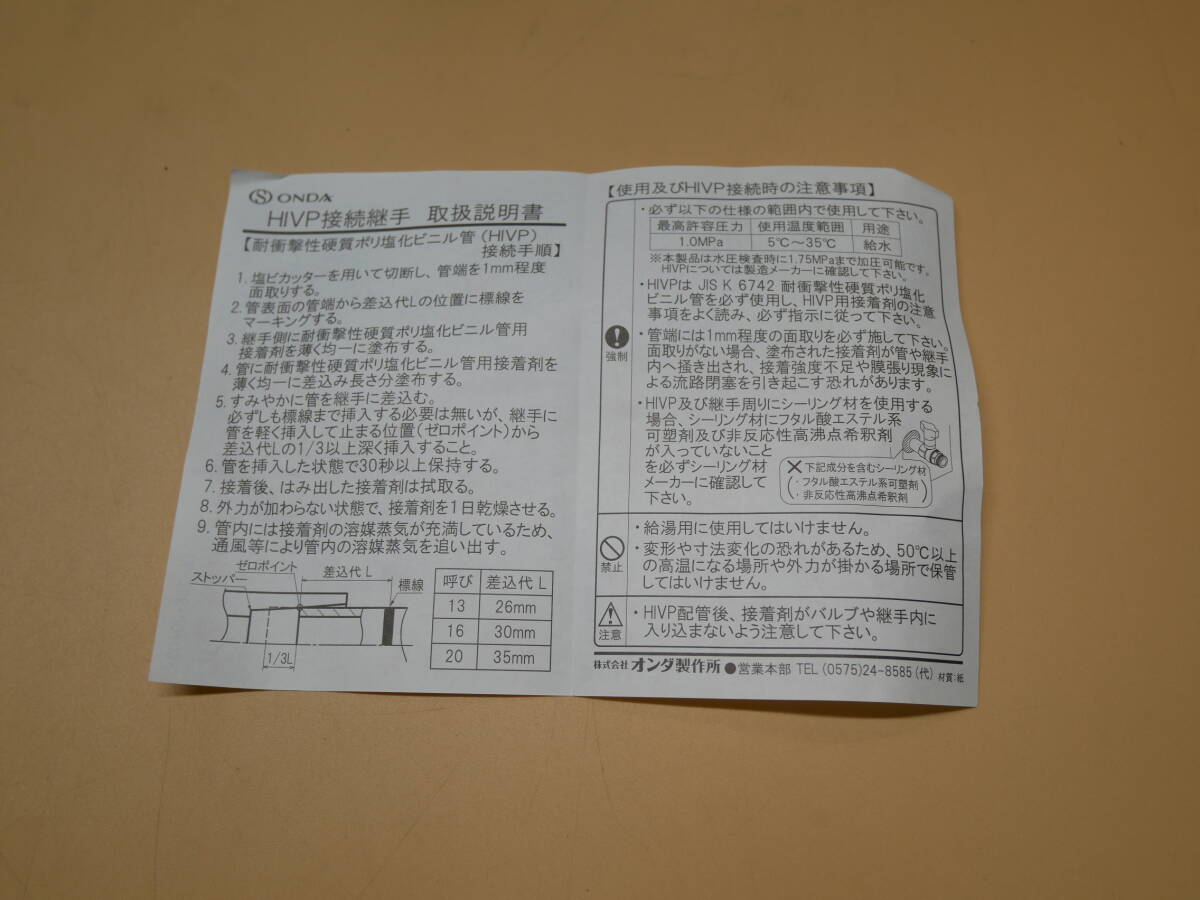 ONDA
HIVP接続継手 取扱説明書
【耐衝撃性硬質ポリ塩化ビニル管(HIVP)
接続手順】
1. 塩ビカッターを用いて切断し、管端を1mm程度
面取りする。
2. 管表面の管端から差込代Lの位置に標線を
マーキングする。
3. 継手側に耐衝撃性硬質ポリ塩化ビニル管用
接着剤を薄く均一に塗布する。
4. 管に耐衝撃性硬質ポリ塩化ビニル管用接着剤を
薄く均一に差込み長さ分塗布する。
5. すみやかに管を継手に差込む。
必ずしも標線まで挿入する必要は無いが、継手に
管を軽く挿入して止まる位置(ゼロポイント)から
差込代Lの1/3以上深く挿入すること。
6. 管を挿入した状態で30秒以上保持する。
7. 接着後、はみ出した接着剤は拭取る。
8. 外力が加わらない状態で、接着剤を1日乾燥させる。
9. 管内には接着剤の溶媒蒸気が充満しているため、
通風等により管内の溶媒蒸気を追い出す。
ゼロポイント
ストッパー
差込代 L
標線
1/3L
呼び 差込代 L
13 26mm
16 30mm
20 35mm
【使用及びHIVP接続時の注意事項】
・必ず以下の仕様の範囲内で使用して下さい。
最高許容圧力 使用温度範囲 用途
1.0MPa 5℃～35℃ 給水
※本製品は水圧検査時に1.75MPaまで加圧可能です。
HIVPについては製造メーカーに確認して下さい。
・HIVPは JIS K 6742 耐衝撃性硬質ポリ塩化
ビニル管を必ず使用し、HIVP用接着剤の注意
事項をよく読み、必ず指示に従って下さい。
強制
・管端には1mm程度の面取りを必ず施して下さい。
面取りがない場合、塗布された接着剤が管や継手
内へ掻き出され、接着強度不足や膜張り現象に
よる流路閉塞を引き起こす恐れがあります。
・HIVP及び継手周りにシーリング材を使用する
場合、シーリング材にフタル酸エステル系
可塑剤及び非反応性高沸点希釈剤
が入っていないこと
を必ずシーリング材
メーカーに確認して
下さい。
× 下記成分を含むシーリング材
・フタル酸エステル系可塑剤
・非反応性高沸点希釈剤
禁止
・給湯用に使用してはいけません。
・変形や寸法変化の恐れがあるため、50℃以上
の高温になる場所や外力が掛かる場所で保管
してはいけません。
注意
・HIVP配管後、接着剤がバルブや継手内に
入り込まないよう注意して下さい。
株式会社 オンダ製作所 ●営業本部 TEL (0575)24-8585(代) 材質:紙